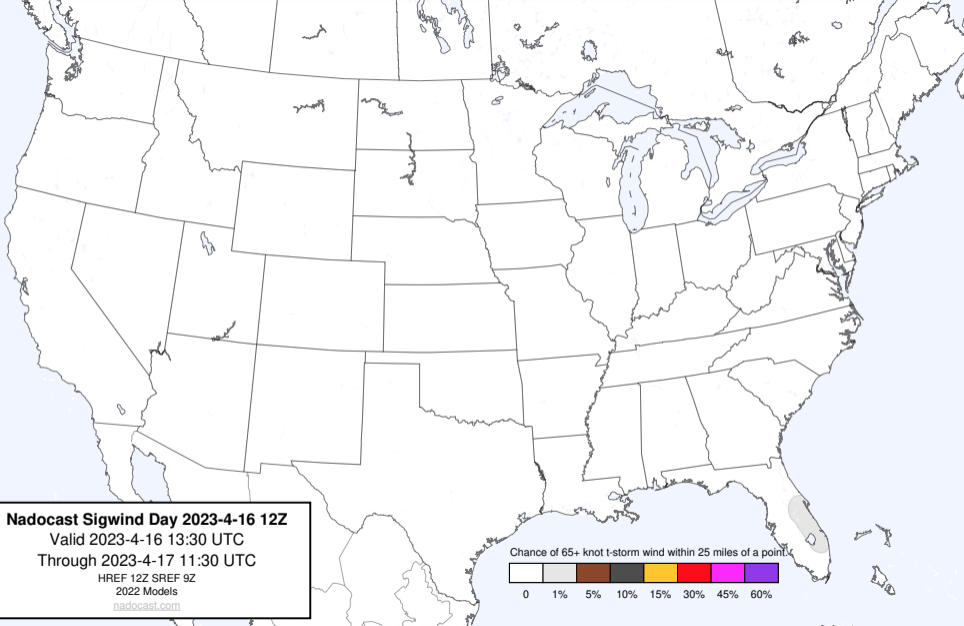 Nadocast Sigwind Day 2023-4-16 12Z
Valid 2023-4-16 13:30 UTC
Through 2023-4-17 11:30 UTC
HREF 12Z SREF 9Z
2022 Models
nadocast.com
Chance of 65+ knot t-storm wind within 25 miles of a point.
0 1% 5% 10% 15% 30% 45% 60%